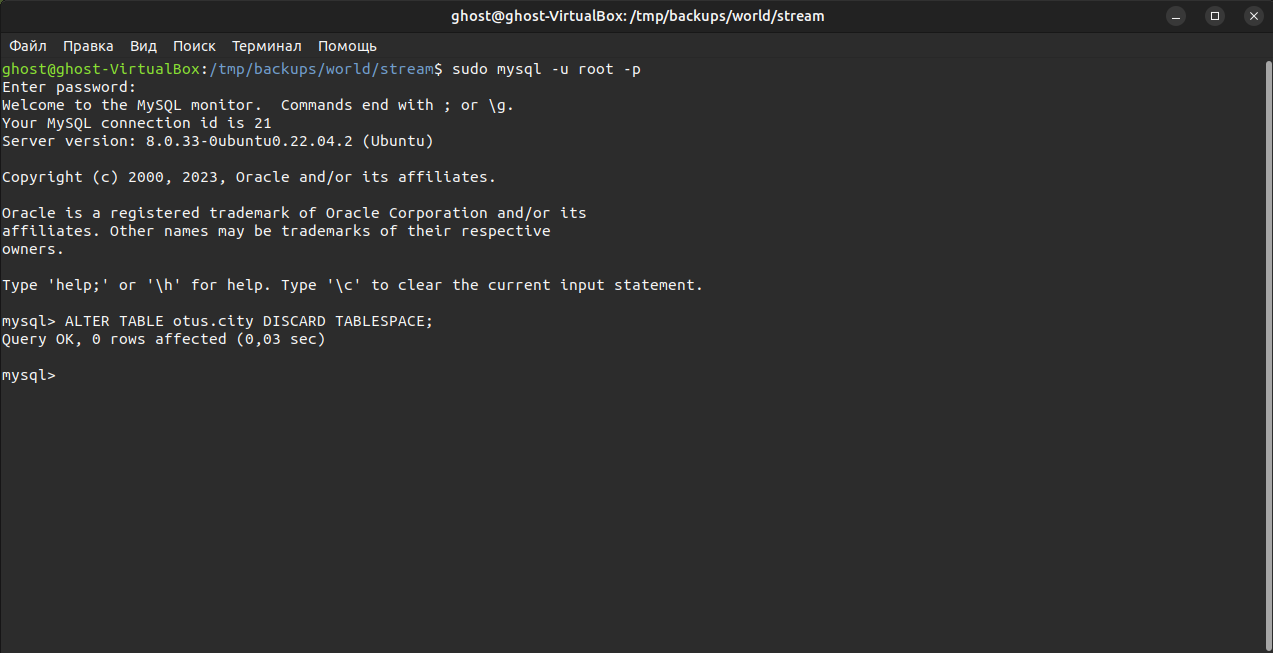 ghost@ghost-VirtualBox: /tmp/backups/world/stream
Файл Правка Вид Поиск Терминал Помощь
ghost@ghost-VirtualBox:/tmp/backups/world/stream$ sudo mysql -u root -p
Enter password:
Welcome to the MySQL monitor.  Commands end with ; or \g.
Your MySQL connection id is 21
Server version: 8.0.33-0ubuntu0.22.04.2 (Ubuntu)
Copyright (c) 2000, 2023, Oracle and/or its affiliates.
Oracle is a registered trademark of Oracle Corporation and/or its
affiliates. Other names may be trademarks of their respective
owners.
Type 'help;' or '\h' for help. Type '\c' to clear the current input statement.
mysql> ALTER TABLE otus.city DISCARD TABLESPACE;
Query OK, 0 rows affected (0,03 sec)
mysql>